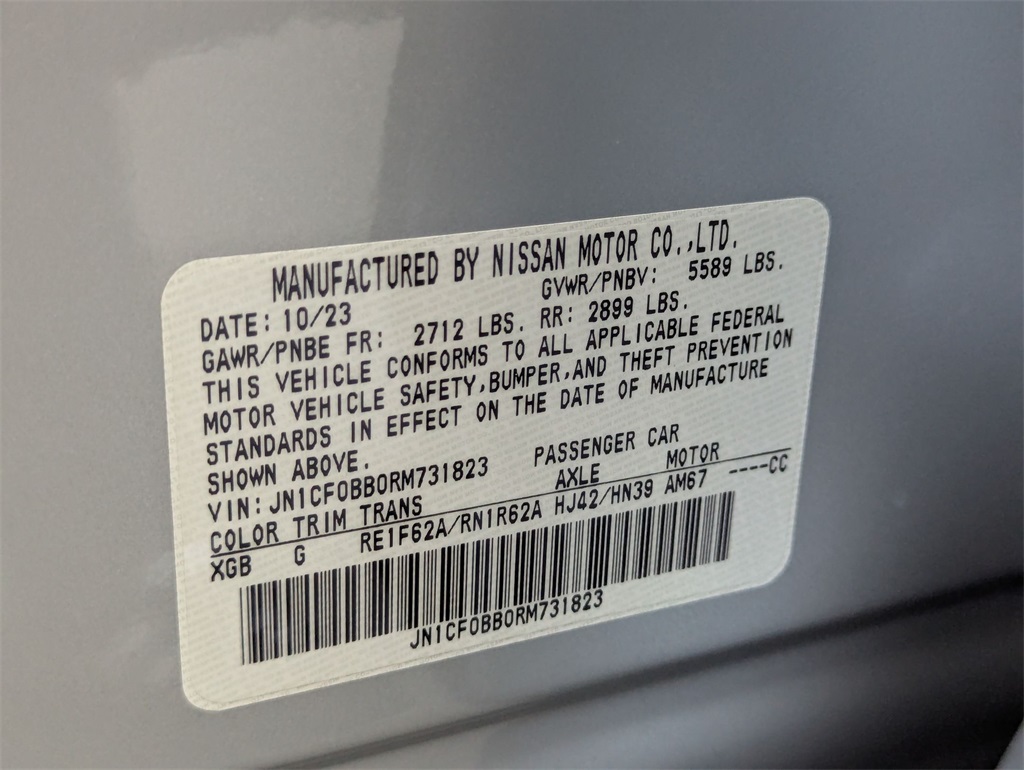 MANUFACTURED BY NISSAN MOTOR CO.,LTD.
DATE: 10/23 GVWR/PNBV: 5589 LBS.
GAWR/PNBE FR: 2712 LBS. RR: 2899 LBS.
THIS VEHICLE CONFORMS TO ALL APPLICABLE FEDERAL
MOTOR VEHICLE SAFETY,BUMPER,AND THEFT PREVENTION
STANDARDS IN EFFECT ON THE DATE OF MANUFACTURE
SHOWN ABOVE.
VIN: JN1CF0BB0RM731823 PASSENGER CAR
COLOR TRIM TRANS AXLE MOTOR
XGB G RE1F62A/RN1R62A HJ42/HN39 AM67 ----CC
JN1CF0BB0RM731823